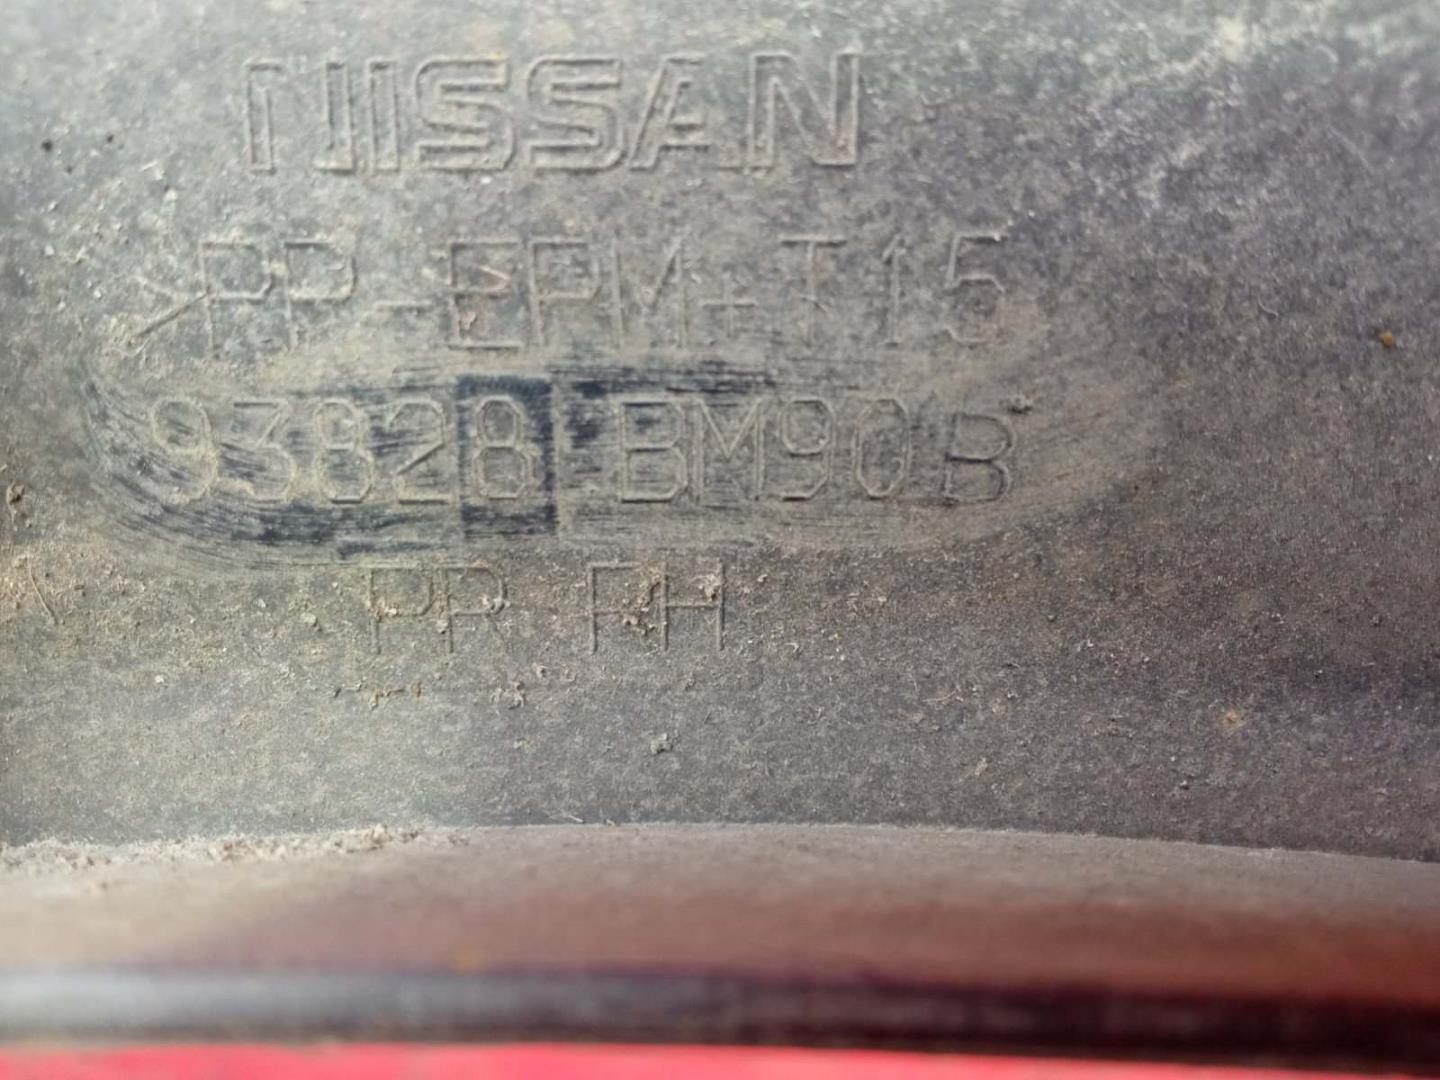 NISSAN
>PP-EPM+T15
93828 BM90B
PR RH